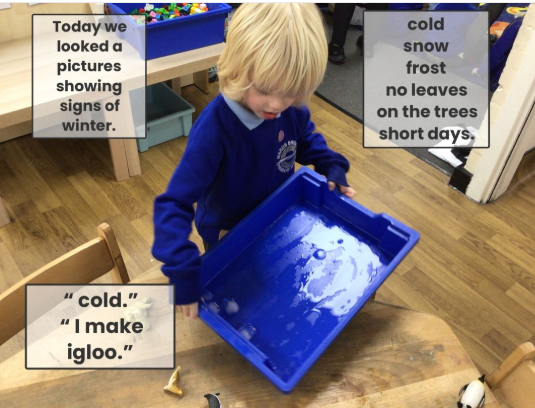 Today we
looked a
pictures
showing
signs of
winter.
cold
snow
frost
no leaves
on the trees
short days.
“ cold.”
“ I make
igloo.”